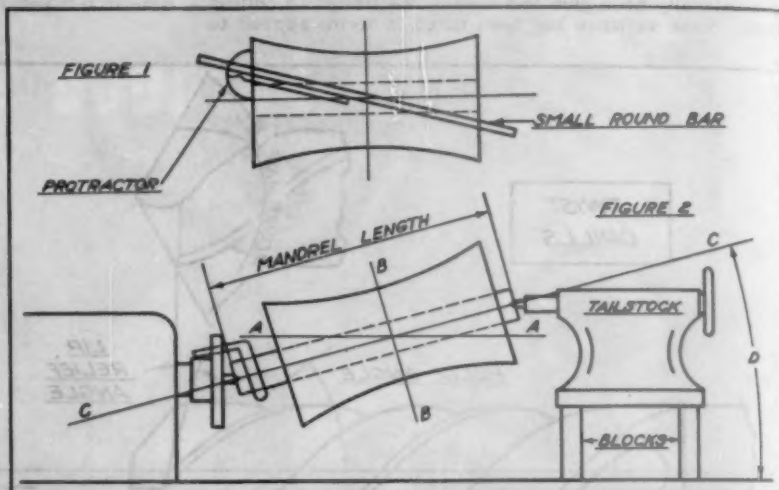 FIGURE 1
SMALL ROUND BAR
PROTRACTOR
FIGURE 2
MANDREL LENGTH
B
C
A
A
TAILSTOCK
D
C
B
BLOCKS